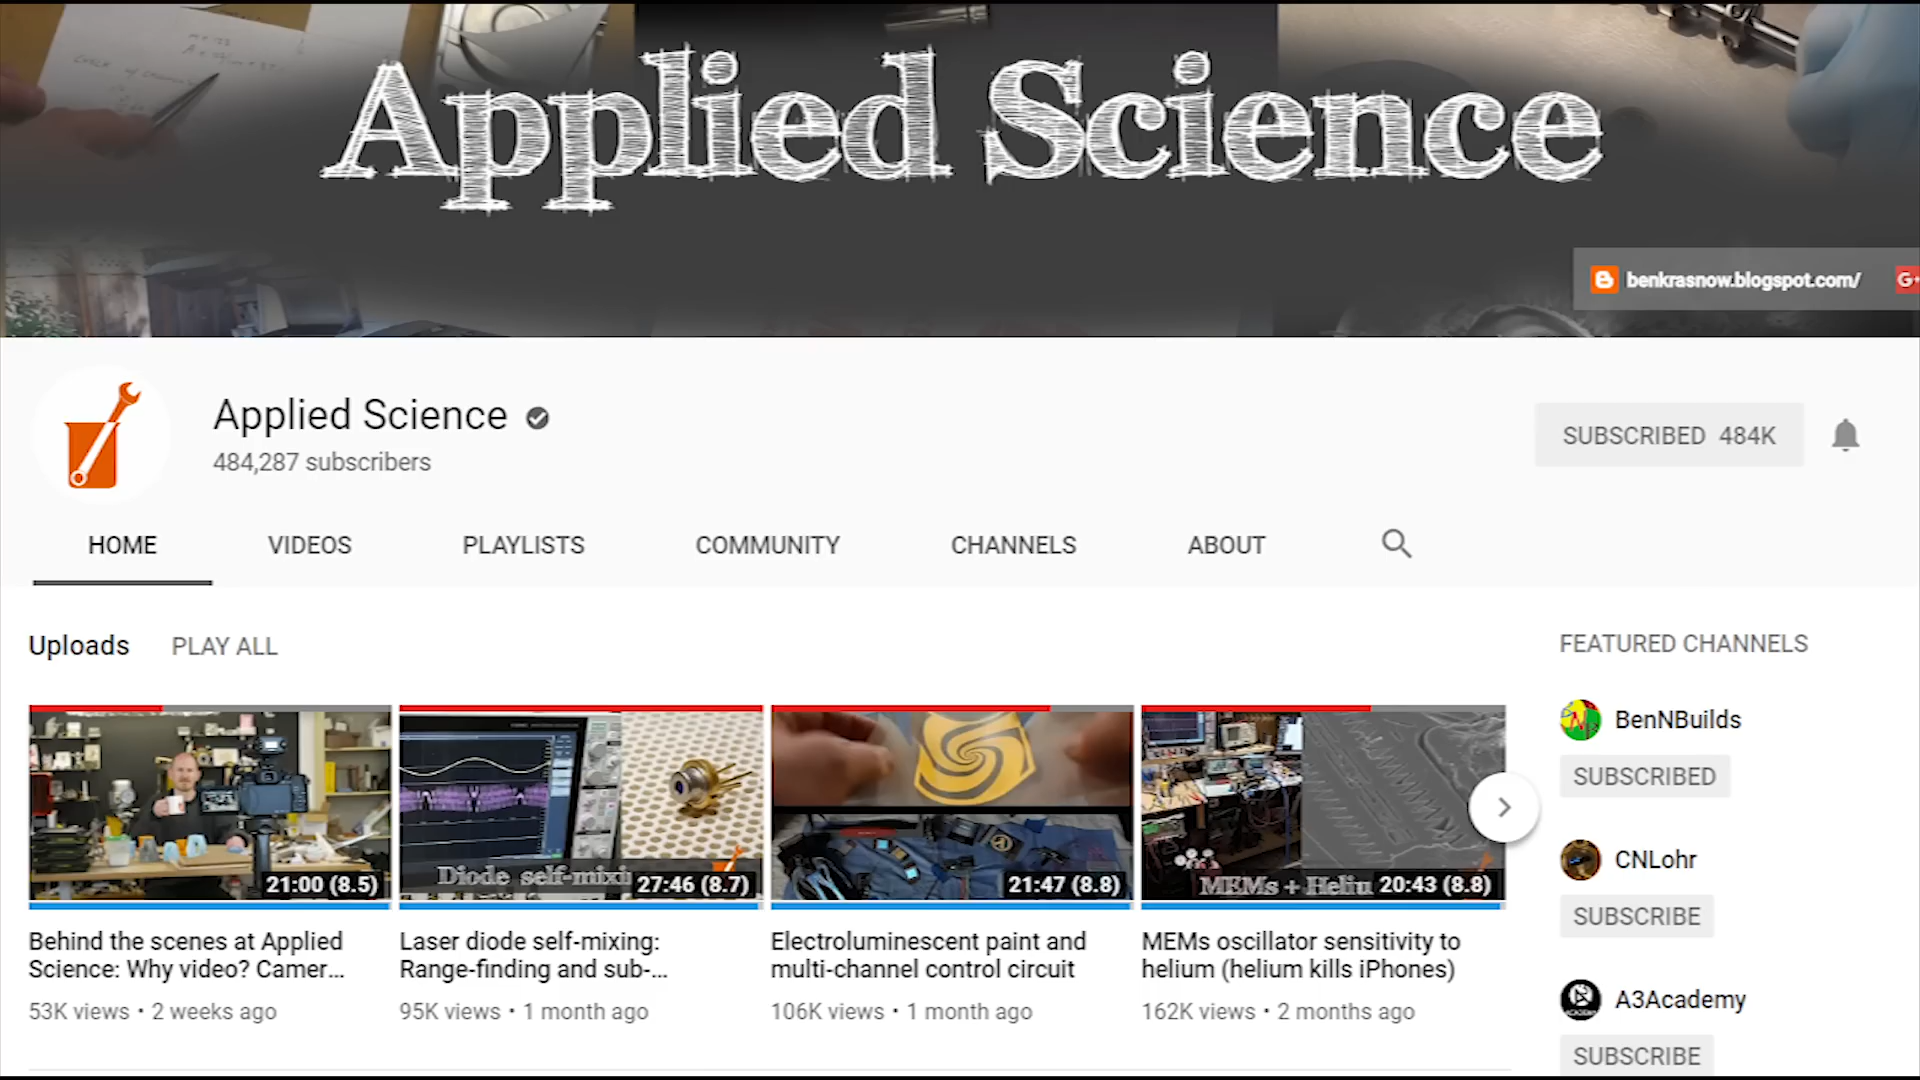 Applied Science
benkrasnow.blogspot.com/
G+
Applied Science
484,287 subscribers
SUBSCRIBED 484K
HOME VIDEOS PLAYLISTS COMMUNITY CHANNELS ABOUT
Uploads PLAY ALL
FEATURED CHANNELS
BenNBuilds
SUBSCRIBED
CNLohr
SUBSCRIBE
A3Academy
SUBSCRIBE
21:00 (8.5)
Behind the scenes at Applied
Science: Why video? Camer...
53K views • 2 weeks ago
Diode self-mixi
27:46 (8.7)
Laser diode self-mixing:
Range-finding and sub-...
95K views • 1 month ago
21:47 (8.8)
Electroluminescent paint and
multi-channel control circuit
106K views • 1 month ago
MEMs + Heliu
20:43 (8.8)
MEMs oscillator sensitivity to
helium (helium kills iPhones)
162K views • 2 months ago